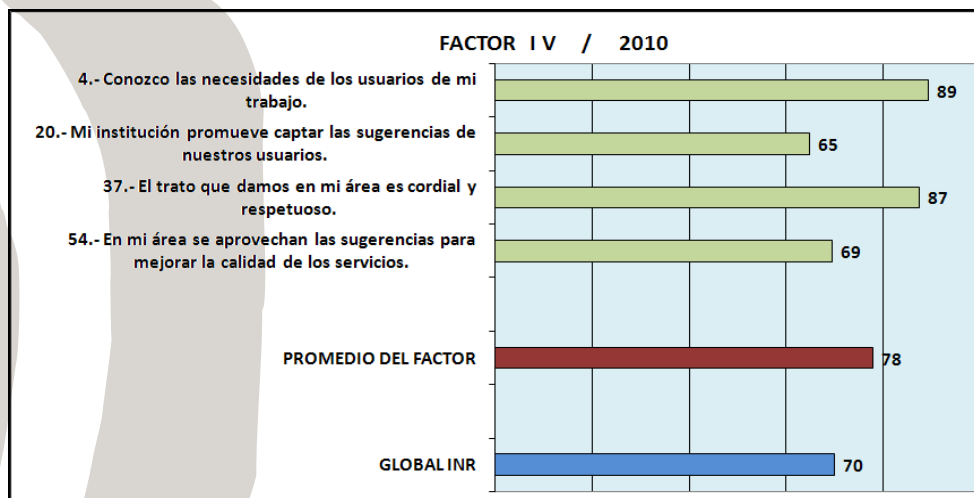 FACTOR I V / 2010
4.- Conozco las necesidades de los usuarios de mi
trabajo.
89
20.- Mi institución promueve captar las sugerencias de
nuestros usuarios.
65
37.- El trato que damos en mi área es cordial y
respetuoso.
87
54.- En mi área se aprovechan las sugerencias para
mejorar la calidad de los servicios.
69
PROMEDIO DEL FACTOR
78
GLOBAL INR
70